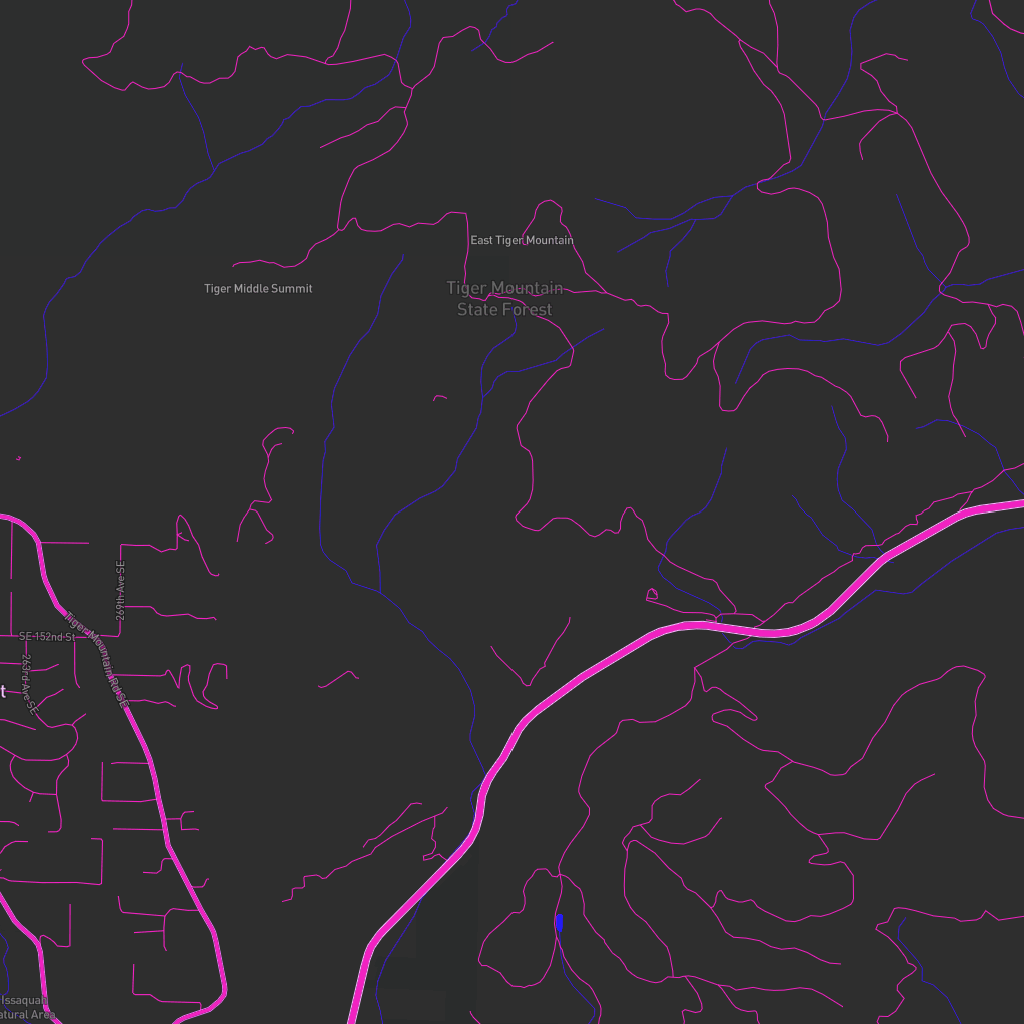 East Tiger Mountain
Tiger Middle Summit
Tiger Mountain
State Forest
269th Ave SE
Tiger Mountain Rd SE
SE 152nd St
263rd Ave SE
t
Issaquah
atural Area